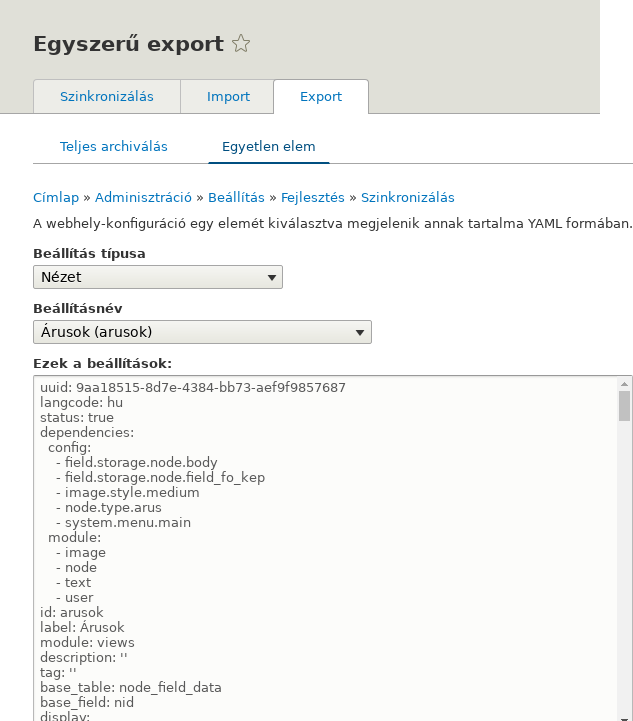 Egyszerű export
Szinkronizálás Import Export
Teljes archiválás Egyetlen elem
Címlap » Adminisztráció » Beállítás » Fejlesztés » Szinkronizálás
A webhely-konfiguráció egy elemét kiválasztva megjelenik annak tartalma YAML formában.
Beállítás típusa
Nézet
Beállításnév
Árusok (arusok)
Ezek a beállítások:
uuid: 9aa18515-8d7e-4384-bb73-aef9f9857687
langcode: hu
status: true
dependencies:
  config:
    - field.storage.node.body
    - field.storage.node.field_fo_kep
    - image.style.medium
    - node.type.arus
    - system.menu.main
  module:
    - image
    - node
    - text
    - user
id: arusok
label: Árusok
module: views
description: ''
tag: ''
base_table: node_field_data
base_field: nid
display: